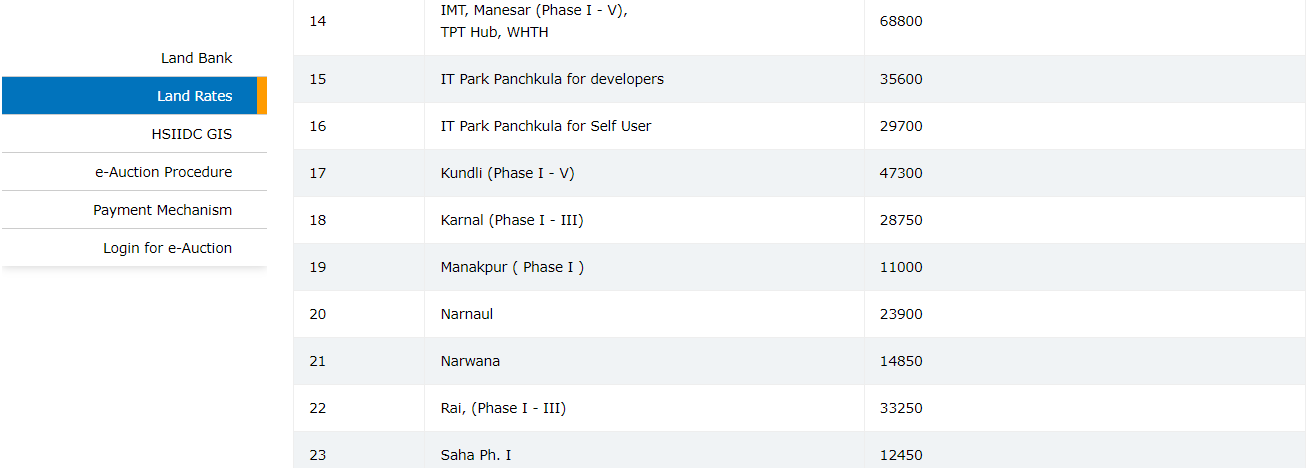 Land Bank
Land Rates
HSIIDC GIS
e-Auction Procedure
Payment Mechanism
Login for e-Auction
14 IMT, Manesar (Phase I - V), 68800
TPT Hub, WHTH
15 IT Park Panchkula for developers 35600
16 IT Park Panchkula for Self User 29700
17 Kundli (Phase I - V) 47300
18 Karnal (Phase I - III) 28750
19 Manakpur ( Phase I ) 11000
20 Narnaul 23900
21 Narwana 14850
22 Rai, (Phase I - III) 33250
23 Saha Ph. I 12450